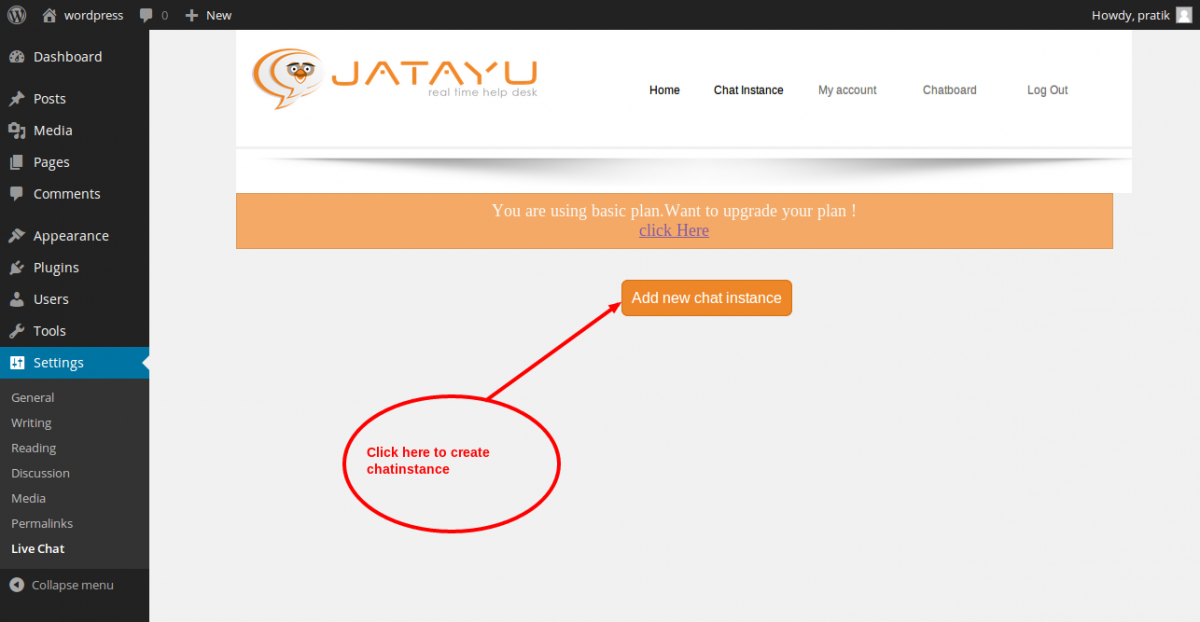 wordpress 0 New Howdy, pratik
Dashboard
Posts
Media
Pages
Comments
Appearance
Plugins
Users
Tools
Settings
General
Writing
Reading
Discussion
Media
Permalinks
Live Chat
Collapse menu
JATAYU
real time help desk
Home Chat Instance My account Chatboard Log Out
You are using basic plan.Want to upgrade your plan !
click Here
Add new chat instance
Click here to create
chatinstance